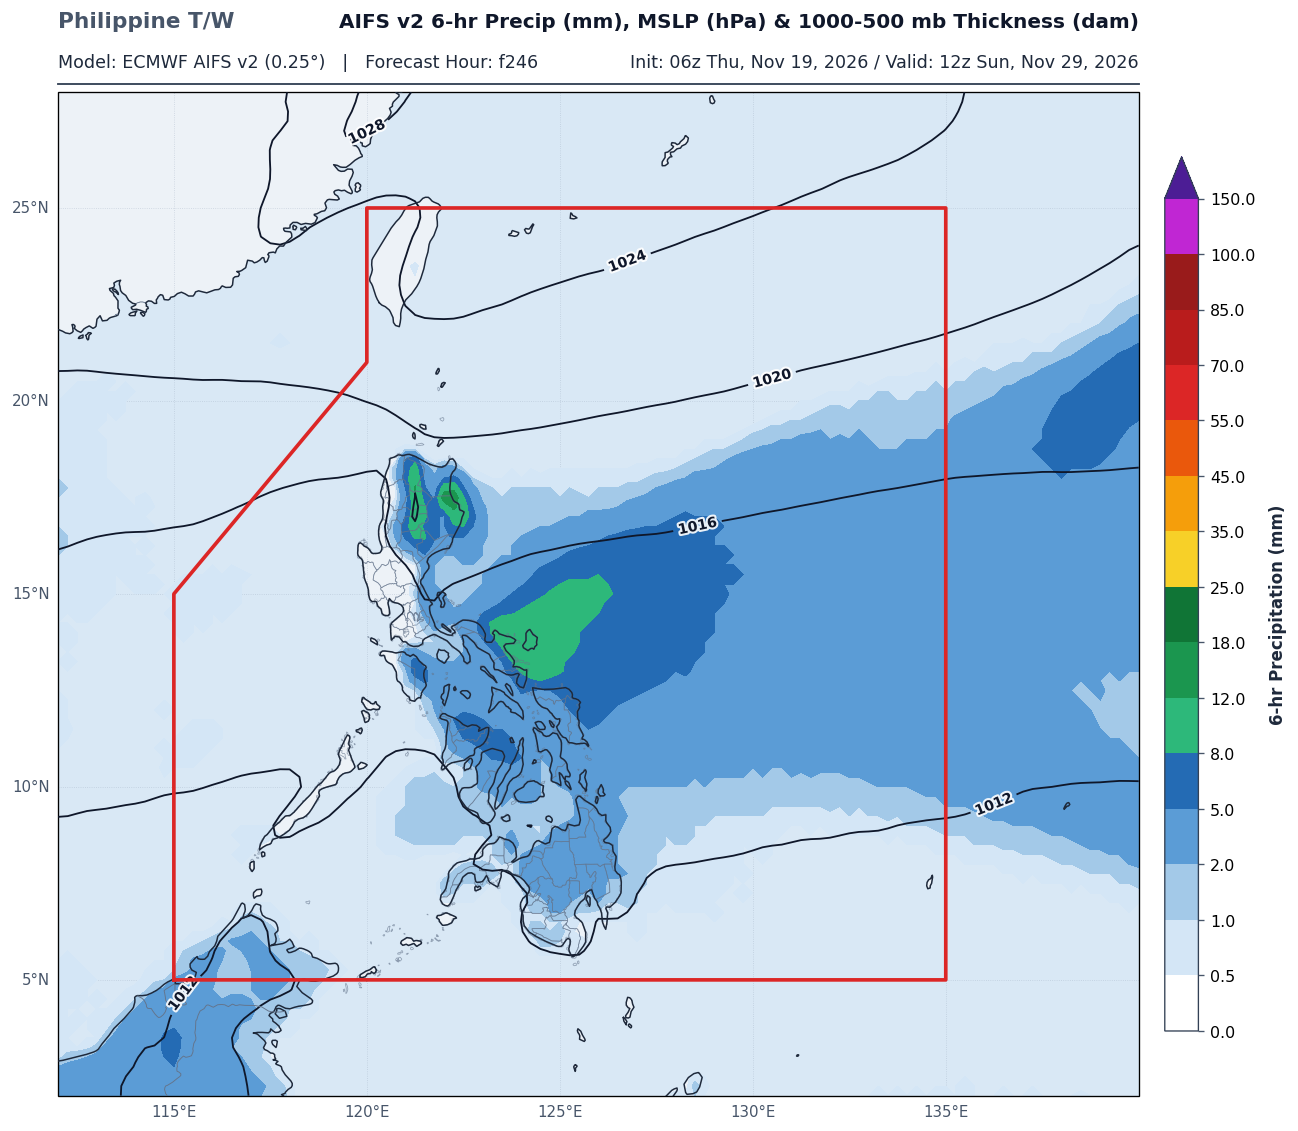 Philippine T/W
AIFS v2 6-hr Precip (mm), MSLP (hPa) & 1000-500 mb Thickness (dam)
Model: ECMWF AIFS v2 (0.25°) | Forecast Hour: f246
Init: 06z Thu, Nov 19, 2026 / Valid: 12z Sun, Nov 29, 2026
1028
25°N
1024
1020
20°N
1016
15°N
10°N
1012
5°N
1012
115°E
120°E
125°E
130°E
135°E
150.0
100.0
85.0
70.0
55.0
45.0
35.0
25.0
18.0
12.0
8.0
5.0
2.0
1.0
0.5
0.0
6-hr Precipitation (mm)